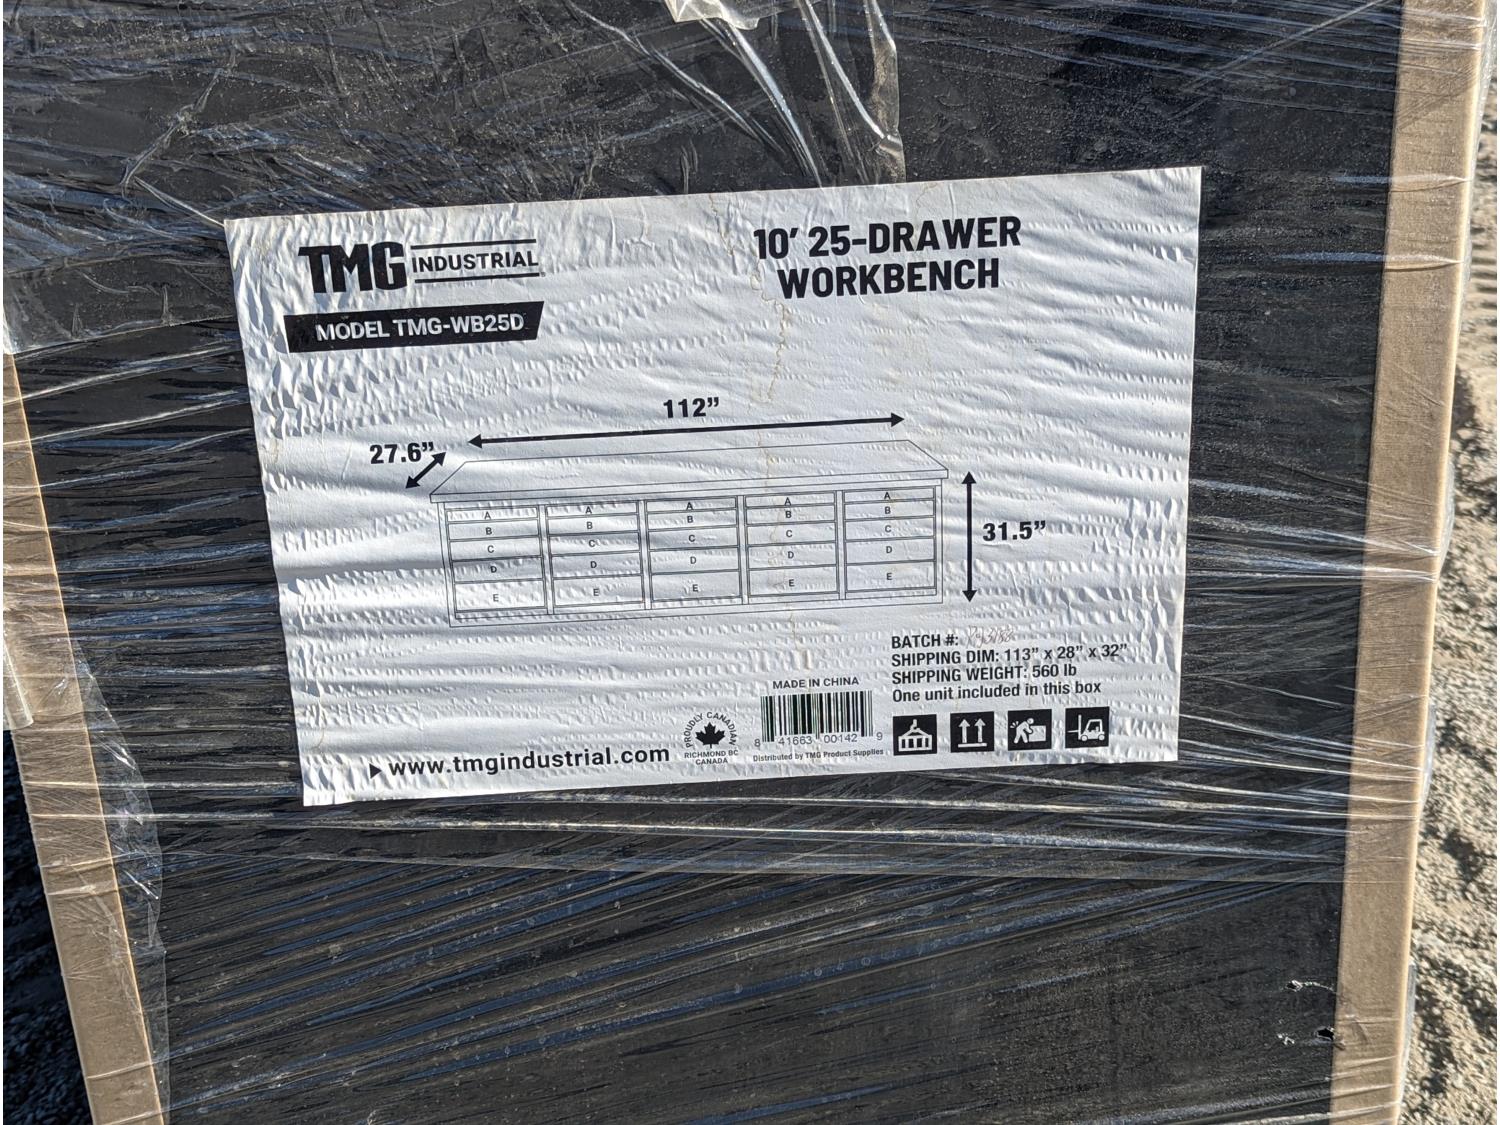 TMG INDUSTRIAL
MODEL TMG-WB25D
10' 25-DRAWER
WORKBENCH
112"
27.6"
31.5"
A A A A A
B B B B B
C C C C C
D D D D D
E E E E E
BATCH #:
SHIPPING DIM: 113" x 28" x 32"
SHIPPING WEIGHT: 560 lb
One unit included in this box
MADE IN CHINA
8 41663 00142 9
Distributed by TMG Product Supplies
PROUDLY CANADIAN
RICHMOND BC
CANADA
www.tmgindustrial.com